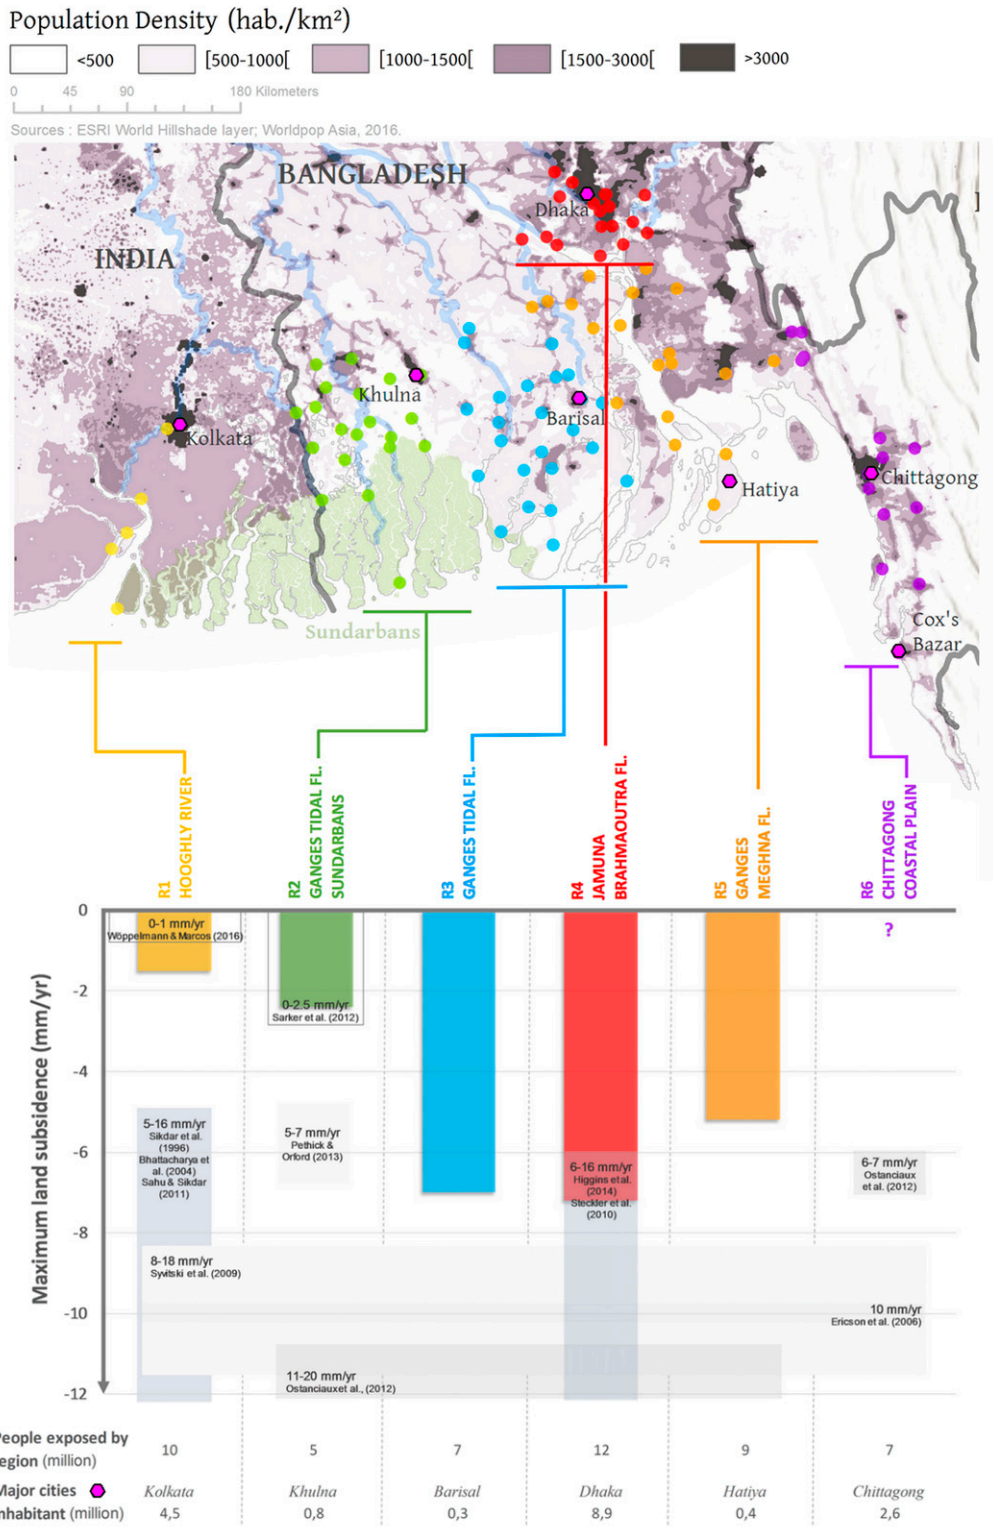 Population Density (hab./km²)
<500
[500-1000[
[1000-1500[
[1500-3000[
>3000
0 45 90 180 Kilometers
Sources : ESRI World Hillshade layer; Worldpop Asia, 2016.
BANGLADESH
INDIA
Dhaka
Khulna
Barisal
Kolkata
Hatiya
Chittagong
Sundarbans
Cox's
Bazar
R1
HOOGHLY RIVER
R2
GANGES TIDAL FL.
SUNDARBANS
R3
GANGES TIDAL FL.
R4
JAMUNA
BRAHMAOUTRA FL.
R5
GANGES
MEGHNA FL.
R6
CHITTAGONG
COASTAL PLAIN
Maximum land subsidence (mm/yr)
0
-2
-4
-6
-8
-10
-12
0-1 mm/yr
Wöppelmann & Marcos (2016)
0-2.5 mm/yr
Sarker et al. (2012)
?
5-16 mm/yr
Sikdar et al.
(1996)
Bhattacharya et
al. (2004)
Sahu & Sikdar
(2011)
5-7 mm/yr
Pethick &
Orford (2013)
6-16 mm/yr
Higgins et al.
(2014)
Steckler et al.
(2010)
6-7 mm/yr
Ostanciaux
et al. (2012)
8-18 mm/yr
Syvitski et al. (2009)
10 mm/yr
Ericson et al. (2006)
11-20 mm/yr
Ostanciaux et al., (2012)
People exposed by
region (million)
10 5 7 12 9 7
Major cities
Kolkata Khulna Barisal Dhaka Hatiya Chittagong
inhabitant (million)
4,5 0,8 0,3 8,9 0,4 2,6